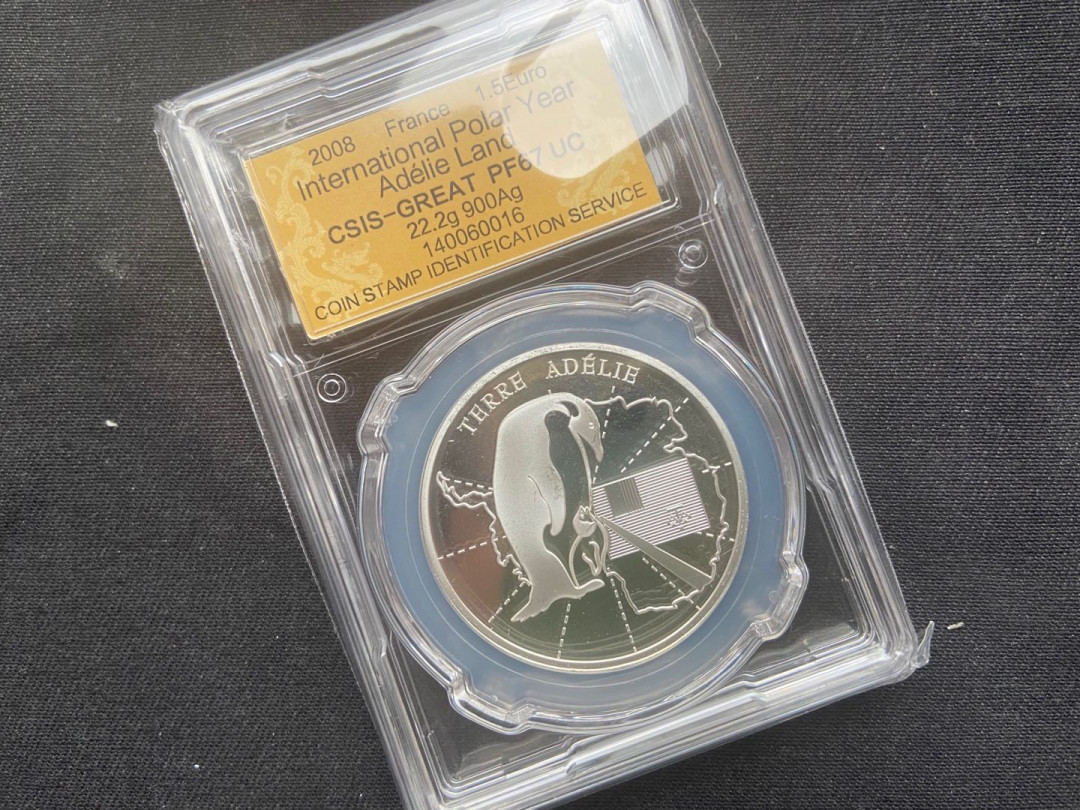 2008 France 1.5Euro
International Polar Year
Adélie Land
CSIS-GREAT PF67 UC
22.2g 900Ag
140060016
COIN STAMP IDENTIFICATION SERVICE
TERRE ADÉLIE